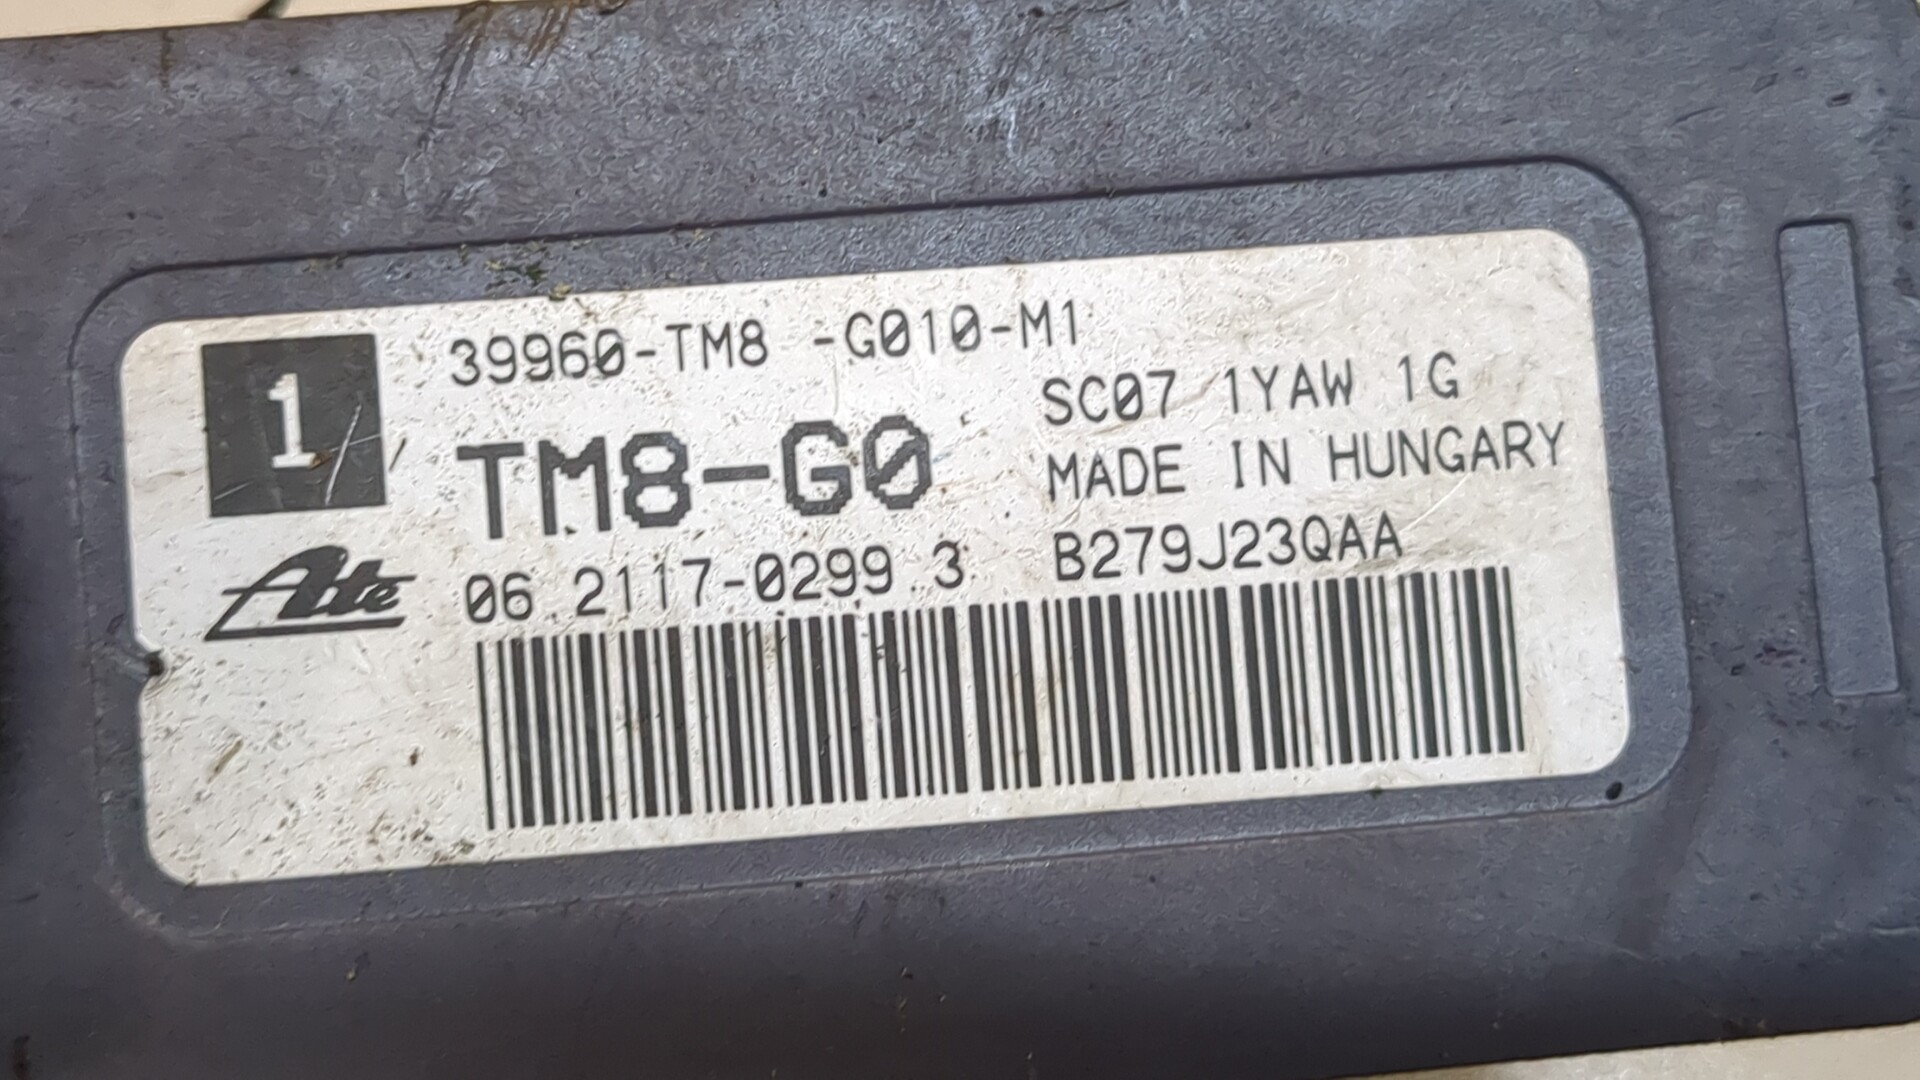 1
39960-TM8 -G010-M1
SC07 1YAW 1G
TM8-G0
MADE IN HUNGARY
Ate
06.2117-0299.3
B279J23QAA